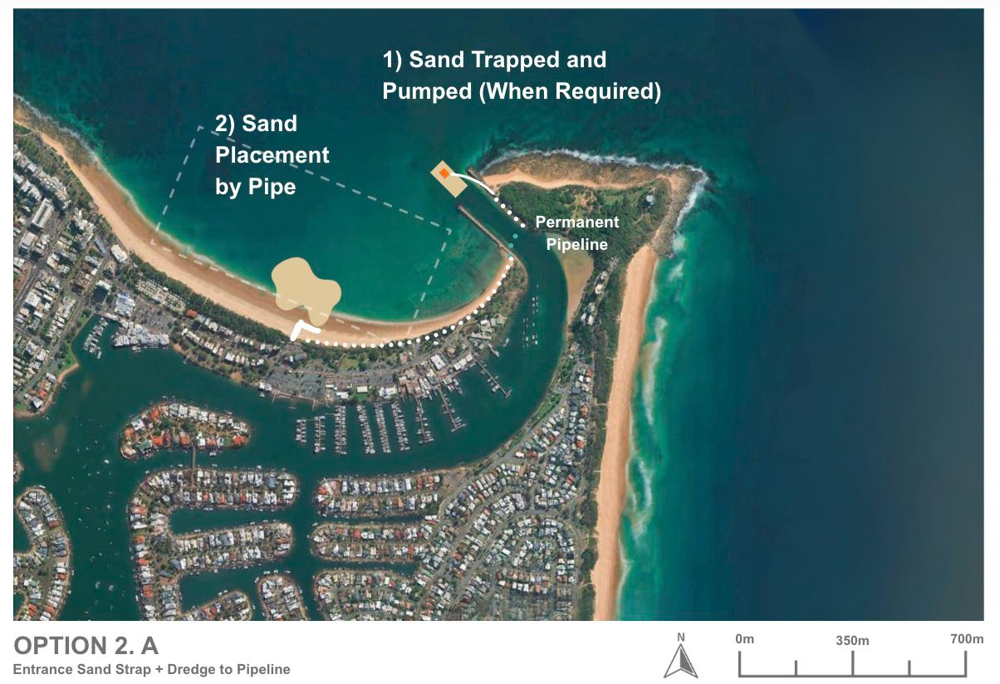 1) Sand Trapped and
Pumped (When Required)
2) Sand
Placement
by Pipe
Permanent
Pipeline
OPTION 2. A
Entrance Sand Strap + Dredge to Pipeline
N
0m
350m
700m